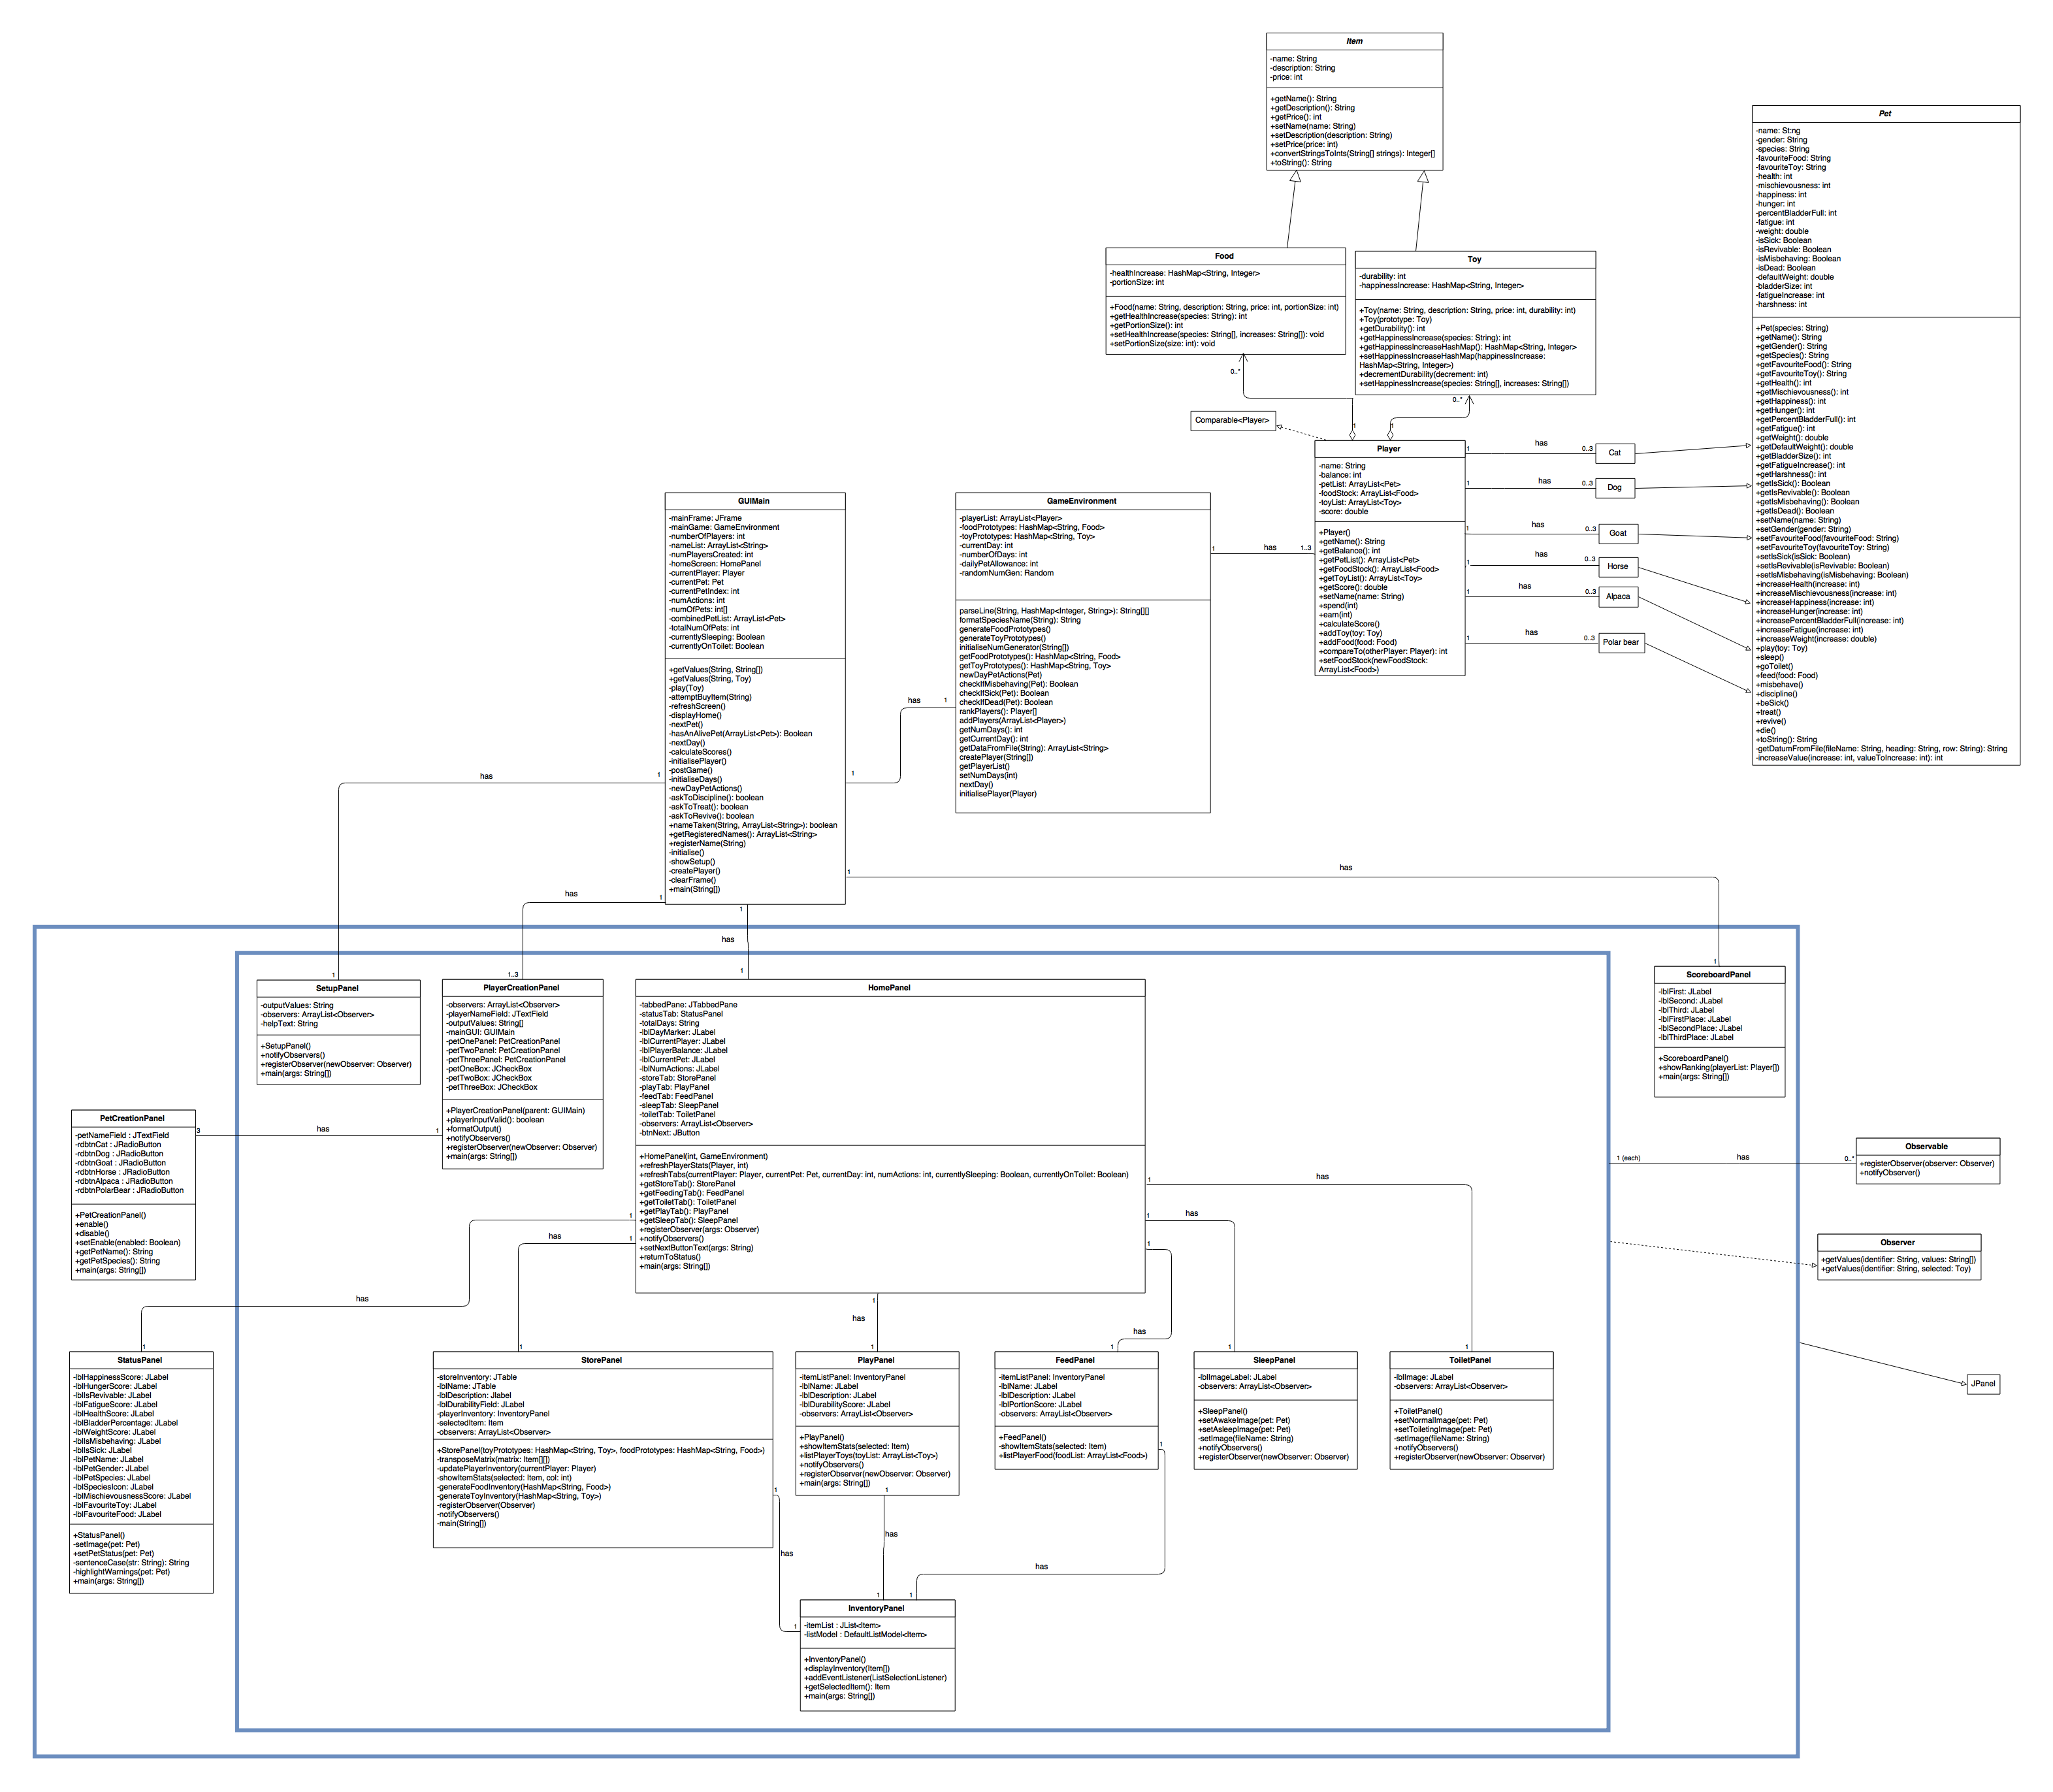 Item
-name: String
-description: String
-price: int
+getName(): String
+getDescription(): String
+getPrice(): int
+setName(name: String)
+setDescription(description: String)
+setPrice(price: int)
+convertStringsToInts(String[] strings): Integer[]
+toString(): String
Pet
-name: St:ng
-gender: String
-species: String
-favouriteFood: String
-favouriteToy: String
-health: int
-mischievousness: int
-happiness: int
-hunger: int
-percentBladderFull: int
-fatigue: int
-weight: double
-isSick: Boolean
-isRevivable: Boolean
-isMisbehaving: Boolean
-isDead: Boolean
-defaultWeight: double
-bladderSize: int
-fatigueIncrease: int
-harshness: int
+Pet(species: String)
+getName(): String
+getGender(): String
+getSpecies(): String
+getFavouriteFood(): String
+getFavouriteToy(): String
+getHealth(): int
+getMischievousness(): int
+getHappiness(): int
+getHunger(): int
+getPercentBladderFull(): int
+getFatigue(): int
+getWeight(): double
+getDefaultWeight(): double
+getBladderSize(): int
+getFatigueIncrease(): int
+getHarshness(): int
+getIsSick(): Boolean
+getIsRevivable(): Boolean
+getIsMisbehaving(): Boolean
+getIsDead(): Boolean
+setName(name: String)
+setGender(gender: String)
+setFavouriteFood(favouriteFood: String)
+setFavouriteToy(favouriteToy: String)
+setIsSick(isSick: Boolean)
+setIsRevivable(isRevivable: Boolean)
+setIsMisbehaving(isMisbehaving: Boolean)
+increaseHealth(increase: int)
+increaseMischievousness(increase: int)
+increaseHappiness(increase: int)
+increaseHunger(increase: int)
+increasePercentBladderFull(increase: int)
+increaseFatigue(increase: int)
+increaseWeight(increase: double)
+play(toy: Toy)
+sleep()
+goToilet()
+feed(food: Food)
+misbehave()
+discipline()
+beSick()
+treat()
+revive()
+die()
+toString(): String
-getDatumFromFile(fileName: String, heading: String, row: String): String
-increaseValue(increase: int, valueToIncrease: int): int
Food
-healthIncrease: HashMap<String, Integer>
-portionSize: int
+Food(name: String, description: String, price: int, portionSize: int)
+getHealthIncrease(species: String): int
+getPortionSize(): int
+setHealthIncrease(species: String[], increases: String[]): void
+setPortionSize(size: int): void
Toy
-durability: int
-happinessIncrease: HashMap<String, Integer>
+Toy(name: String, description: String, price: int, durability: int)
+Toy(prototype: Toy)
+getDurability(): int
+getHappinessIncrease(species: String): int
+getHappinessIncreaseHashMap(): HashMap<String, Integer>
+setHappinessIncreaseHashMap(happinessIncrease:
HashMap<String, Integer>)
+decrementDurability(decrement: int)
+setHappinessIncrease(species: String[], increases: String[])
0..*
0..*
1
1
Comparable<Player>
Player
-name: String
-balance: int
-petList: ArrayList<Pet>
-foodStock: ArrayList<Food>
-toyList: ArrayList<Toy>
-score: double
+Player()
+getName(): String
+getBalance(): int
+getPetList(): ArrayList<Pet>
+getFoodStock(): ArrayList<Food>
+getToyList(): ArrayList<Toy>
+getScore(): double
+setName(name: String)
+spend(int)
+earn(int)
+calculateScore()
+addToy(toy: Toy)
+addFood(food: Food)
+compareTo(otherPlayer: Player): int
+setFoodStock(newFoodStock:
ArrayList<Food>)
1 has 0..3
Cat
1 has 0..3
Dog
1 has 0..3
Goat
1 has 0..3
Horse
1 has 0..3
Alpaca
1 has 0..3
Polar bear
GUIMain
-mainFrame: JFrame
-mainGame: GameEnvironment
-numberOfPlayers: int
-nameList: ArrayList<String>
-numPlayersCreated: int
-homeScreen: HomePanel
-currentPlayer: Player
-currentPet: Pet
-currentPetIndex: int
-numActions: int
-numOfPets: int[]
-combinedPetList: ArrayList<Pet>
-totalNumOfPets: int
-currentlySleeping: Boolean
-currentlyOnToilet: Boolean
+getValues(String, String[])
+getValues(String, Toy)
-play(Toy)
-attemptBuyItem(String)
-refreshScreen()
-displayHome()
-nextPet()
-hasAnAlivePet(ArrayList<Pet>): Boolean
-nextDay()
-calculateScores()
-initialisePlayer()
-postGame()
-initialiseDays()
-newDayPetActions()
-askToDiscipline(): boolean
-askToTreat(): boolean
-askToRevive(): boolean
+nameTaken(String, ArrayList<String>): boolean
+getRegisteredNames(): ArrayList<String>
+registerName(String)
-initialise()
-showSetup()
-createPlayer()
-clearFrame()
+main(String[])
GameEnvironment
-playerList: ArrayList<Player>
-foodPrototypes: HashMap<String, Food>
-toyPrototypes: HashMap<String, Toy>
-currentDay: int
-numberOfDays: int
-dailyPetAllowance: int
-randomNumGen: Random
parseLine(String, HashMap<Integer, String>): String[][]
formatSpeciesName(String): String
generateFoodPrototypes()
generateToyPrototypes()
initialiseNumGenerator(String[])
getFoodPrototypes(): HashMap<String, Food>
getToyPrototypes(): HashMap<String, Toy>
newDayPetActions(Pet)
checkIfMisbehaving(Pet): Boolean
checkIfSick(Pet): Boolean
checkIfDead(Pet): Boolean
rankPlayers(): Player[]
addPlayers(ArrayList<Player>)
getNumDays(): int
getCurrentDay(): int
getDataFromFile(String): ArrayList<String>
createPlayer(String[])
getPlayerList()
setNumDays(int)
nextDay()
initialisePlayer(Player)
1 has 1..3
has 1
1
has 1
1 has
has 1
1
has
1
1
1..3
1
SetupPanel
-outputValues: String
-observers: ArrayList<Observer>
-helpText: String
+SetupPanel()
+notifyObservers()
+registerObserver(newObserver: Observer)
+main(args: String[])
PlayerCreationPanel
-observers: ArrayList<Observer>
-playerNameField: JTextField
-outputValues: String[]
-mainGUI: GUIMain
-petOnePanel: PetCreationPanel
-petTwoPanel: PetCreationPanel
-petThreePanel: PetCreationPanel
-petOneBox: JCheckBox
-petTwoBox: JCheckBox
-petThreeBox: JCheckBox
+PlayerCreationPanel(parent: GUIMain)
+playerInputValid(): boolean
+formatOutput()
+notifyObservers()
+registerObserver(newObserver: Observer)
+main(args: String[])
HomePanel
-tabbedPane: JTabbedPane
-statusTab: StatusPanel
-totalDays: String
-lblDayMarker: JLabel
-lblCurrentPlayer: JLabel
-lblPlayerBalance: JLabel
-lblCurrentPet: JLabel
-lblNumActions: JLabel
-storeTab: StorePanel
-playTab: PlayPanel
-feedTab: FeedPanel
-sleepTab: SleepPanel
-toiletTab: ToiletPanel
-observers: ArrayList<Observer>
-btnNext: JButton
+HomePanel(int, GameEnvironment)
+refreshPlayerStats(Player, int)
+refreshTabs(currentPlayer: Player, currentPet: Pet, currentDay: int, numActions: int, currentlySleeping: Boolean, currentlyOnToilet: Boolean)
+getStoreTab(): StorePanel
+getFeedingTab(): FeedPanel
+getToiletTab(): ToiletPanel
+getPlayTab(): PlayPanel
+getSleepTab(): SleepPanel
+registerObserver(args: Observer)
+notifyObservers()
+setNextButtonText(args: String)
+returnToStatus()
+main(args: String[])
ScoreboardPanel
-lblFirst: JLabel
-lblSecond: JLabel
-lblThird: JLabel
-lblFirstPlace: JLabel
-lblSecondPlace: JLabel
-lblThirdPlace: JLabel
+ScoreboardPanel()
+showRanking(playerList: Player[])
+main(args: String[])
PetCreationPanel
-petNameField : JTextField
-rdbtnCat : JRadioButton
-rdbtnDog : JRadioButton
-rdbtnGoat : JRadioButton
-rdbtnHorse : JRadioButton
-rdbtnAlpaca : JRadioButton
-rdbtnPolarBear : JRadioButton
+PetCreationPanel()
+enable()
+disable()
+setEnable(enabled: Boolean)
+getPetName(): String
+getPetSpecies(): String
+main(args: String[])
3 has 1
1 (each) has 0..*
Observable
+registerObserver(observer: Observer)
+notifyObserver()
Observer
+getValues(identifier: String, values: String[])
+getValues(identifier: String, selected: Toy)
JPanel
1
has 1
has
1
has
1
has
1
has
1
has
1
1
1
1
1
1
1
StatusPanel
-lblHappinessScore: JLabel
-lblHungerScore: JLabel
-lblIsRevivable: JLabel
-lblFatigueScore: JLabel
-lblHealthScore: JLabel
-lblBladderPercentage: JLabel
-lblWeightScore: JLabel
-lblIsMisbehaving: JLabel
-lblIsSick: JLabel
-lblPetName: JLabel
-lblPetGender: JLabel
-lblPetSpecies: JLabel
-lblSpeciesIcon: JLabel
-lblMischievousnessScore: JLabel
-lblFavouriteToy: JLabel
-lblFavouriteFood: JLabel
+StatusPanel()
-setImage(pet: Pet)
+setPetStatus(pet: Pet)
-sentenceCase(str: String): String
-highlightWarnings(pet: Pet)
+main(args: String[])
StorePanel
-storeInventory: JTable
-lblName: JTable
-lblDescription: Jlabel
-lblDurabilityField: JLabel
-playerInventory: InventoryPanel
-selectedItem: Item
-observers: ArrayList<Observer>
+StorePanel(toyPrototypes: HashMap<String, Toy>, foodPrototypes: HashMap<String, Food>)
-transposeMatrix(matrix: Item[][])
-updatePlayerInventory(currentPlayer: Player)
-showItemStats(selected: Item, col: int)
-generateFoodInventory(HashMap<String, Food>)
-generateToyInventory(HashMap<String, Toy>)
-registerObserver(Observer)
-notifyObservers()
-main(String[])
PlayPanel
-itemListPanel: InventoryPanel
-lblName: JLabel
-lblDescription: JLabel
-lblDurabilityScore: JLabel
-observers: ArrayList<Observer>
+PlayPanel()
+showItemStats(selected: Item)
+listPlayerToys(toyList: ArrayList<Toy>)
+notifyObservers()
+registerObserver(newObserver: Observer)
+main(args: String[])
FeedPanel
-itemListPanel: InventoryPanel
-lblName: JLabel
-lblDescription: JLabel
-lblPortionScore: JLabel
-observers: ArrayList<Observer>
+FeedPanel()
-showItemStats(selected: Item)
+listPlayerFood(foodList: ArrayList<Food>)
SleepPanel
-lblImageLabel: JLabel
-observers: ArrayList<Observer>
+SleepPanel()
+setAwakeImage(pet: Pet)
+setAsleepImage(pet: Pet)
-setImage(fileName: String)
+notifyObservers()
+registerObserver(newObserver: Observer)
ToiletPanel
-lblImage: JLabel
-observers: ArrayList<Observer>
+ToiletPanel()
+setNormalImage(pet: Pet)
+setToiletingImage(pet: Pet)
-setImage(fileName: String)
+notifyObservers()
+registerObserver(newObserver: Observer)
1
1
1
has
has
has
1
1
1
InventoryPanel
-itemList : JList<Item>
-listModel : DefaultListModel<Item>
+InventoryPanel()
+displayInventory(Item[])
+addEventListener(ListSelectionListener)
+getSelectedItem(): Item
+main(args: String[])